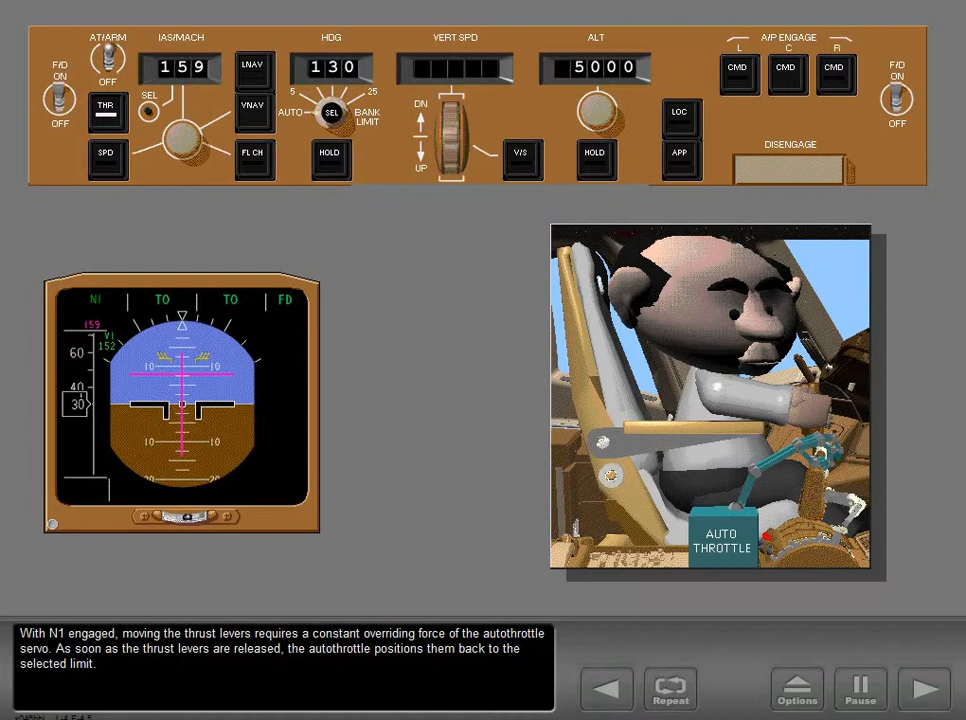 AT/ARM
OFF
IAS/MACH
159
SEL
LNAV
VNAV
THR
SPD
FL CH
HDG
130
5
25
AUTO
SEL
BANK
LIMIT
HOLD
VERT SPD
DN
UP
V/S
ALT
5000
HOLD
LOC
APP
A/P ENGAGE
L
C
R
CMD
CMD
CMD
DISENGAGE
F/D
ON
OFF
F/D
ON
OFF
N1
TO
TO
FD
159
V1
152
60
40
30
10
10
10
10
20
20
AUTO
THROTTLE
With N1 engaged, moving the thrust levers requires a constant overriding force of the autothrottle
servo. As soon as the thrust levers are released, the autothrottle positions them back to the
selected limit.
Repeat
Options
Pause